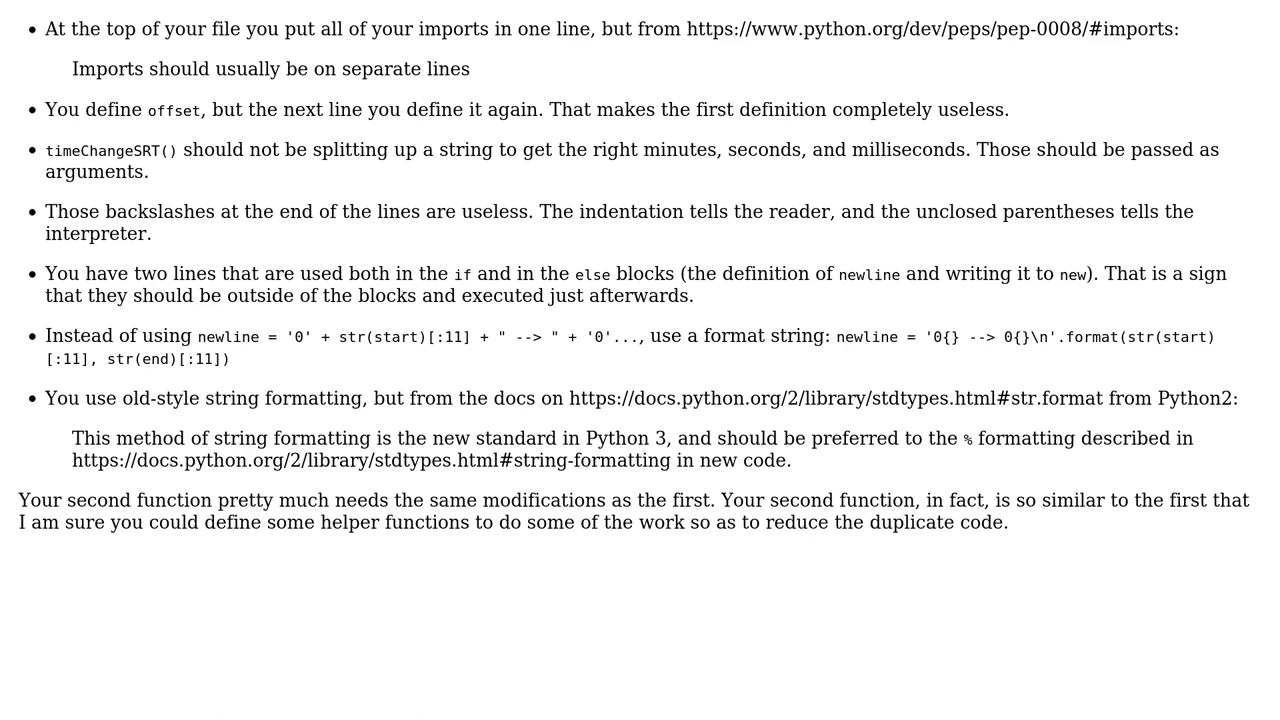 • At the top of your file you put all of your imports in one line, but from https://www.python.org/dev/peps/pep-0008/#imports:
Imports should usually be on separate lines
• You define offset, but the next line you define it again. That makes the first definition completely useless.
• timeChangeSRT() should not be splitting up a string to get the right minutes, seconds, and milliseconds. Those should be passed as
arguments.
• Those backslashes at the end of the lines are useless. The indentation tells the reader, and the unclosed parentheses tells the
interpreter.
• You have two lines that are used both in the if and in the else blocks (the definition of newline and writing it to new). That is a sign
that they should be outside of the blocks and executed just afterwards.
• Instead of using newline = '0' + str(start)[:11] + " --> " + '0'..., use a format string: newline = '0{} --> 0{}\n'.format(str(start)
[:11], str(end)[:11])
• You use old-style string formatting, but from the docs on https://docs.python.org/2/library/stdtypes.html#str.format from Python2:
This method of string formatting is the new standard in Python 3, and should be preferred to the % formatting described in
https://docs.python.org/2/library/stdtypes.html#string-formatting in new code.
Your second function pretty much needs the same modifications as the first. Your second function, in fact, is so similar to the first that
I am sure you could define some helper functions to do some of the work so as to reduce the duplicate code.